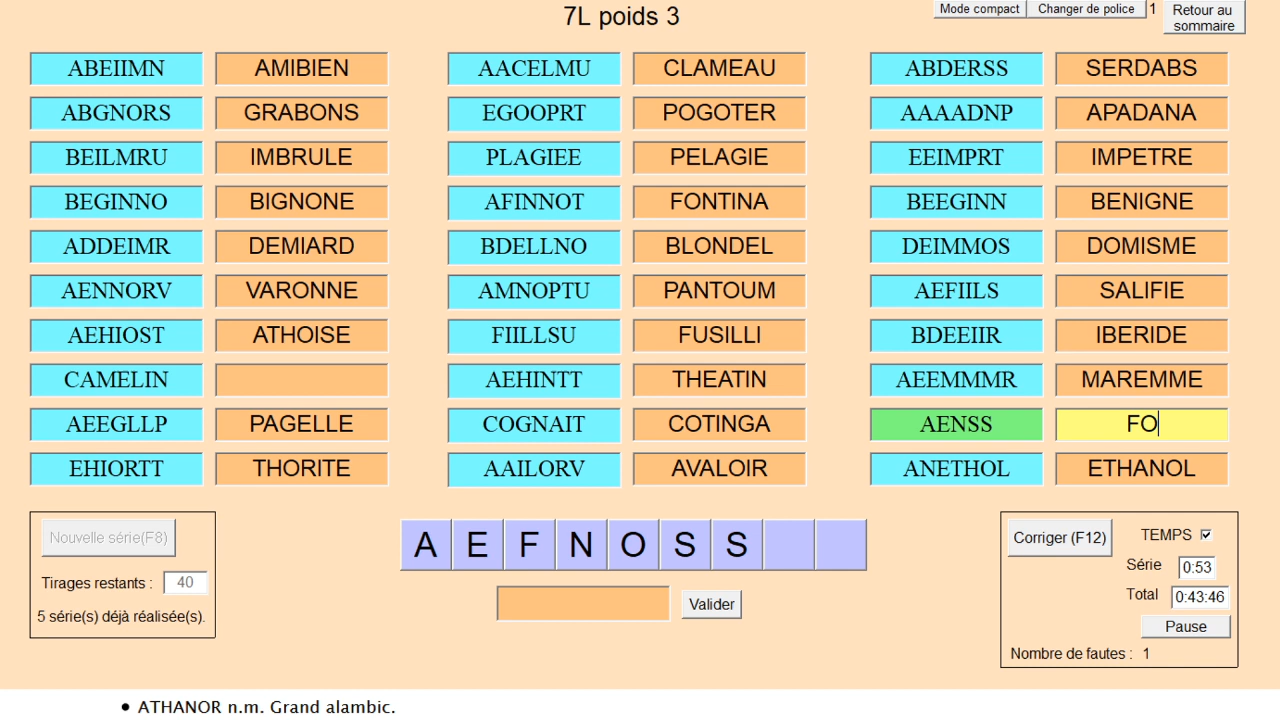 7L poids 3
Mode compact Changer de police 1 Retour au sommaire
ABEIIMN AMIBIEN AACELMU CLAMEAU ABDERSS SERDABS
ABGNORS GRABONS EGOOPRT POGOTER AAAADNP APADANA
BEILMRU IMBRULE PLAGIEE PELAGIE EEIMPRT IMPETRE
BEGINNO BIGNONE AFINNOT FONTINA BEEGINN BENIGNE
ADDEIMR DEMIARD BDELLNO BLONDEL DEIMMOS DOMISME
AENNORV VARONNE AMNOPTU PANTOUM AEFIILS SALIFIE
AEHIOST ATHOISE FIILLSU FUSILLI BDEEIIR IBERIDE
CAMELIN AEHINTT THEATIN AEEMMMR MAREMME
AEEGLLP PAGELLE COGNAIT COTINGA AENSS FO
EHIORTT THORITE AAILORV AVALOIR ANETHOL ETHANOL
Nouvelle série(F8)
Tirages restants : 40
5 série(s) déjà réalisée(s).
A E F N O S S
Valider
Corriger (F12) TEMPS
Série 0:53
Total 0:43:46
Pause
Nombre de fautes : 1
• ATHANOR n.m. Grand alambic.